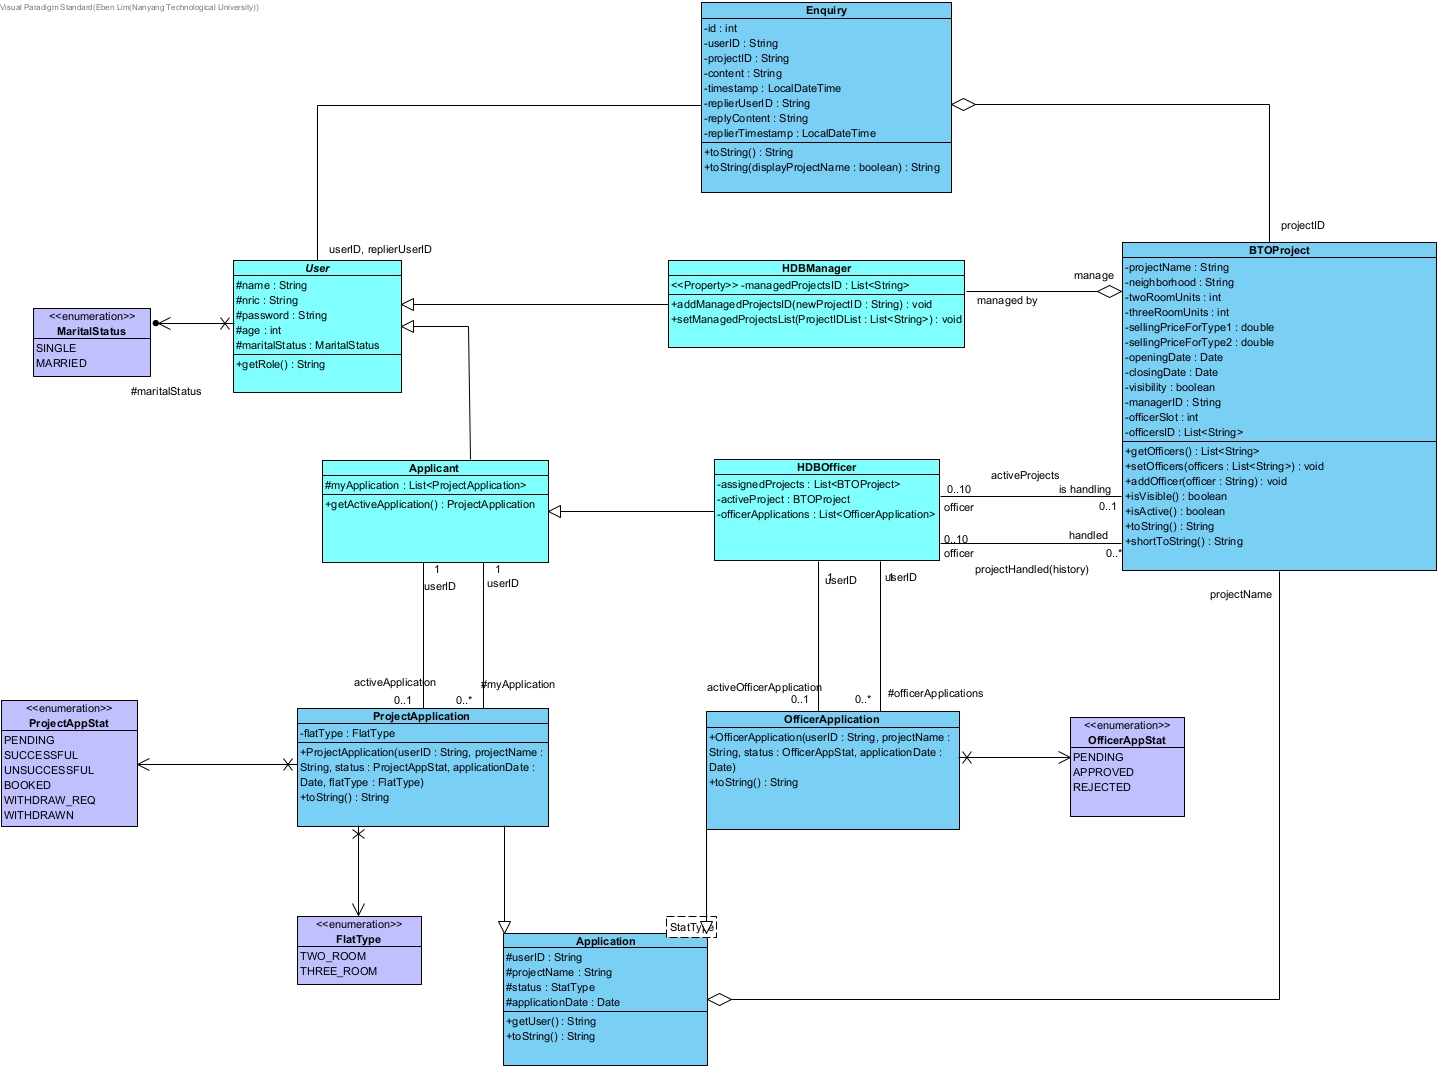 Visual Paradigm Standard(Eben Lim(Nanyang Technological University))
Enquiry
-id : int
-userID : String
-projectID : String
-content : String
-timestamp : LocalDateTime
-replierUserID : String
-replyContent : String
-replierTimestamp : LocalDateTime
+toString() : String
+toString(displayProjectName : boolean) : String
userID, replierUserID
projectID
User
#name : String
#nric : String
#password : String
#age : int
#maritalStatus : MaritalStatus
+getRole() : String
<<enumeration>>
MaritalStatus
SINGLE
MARRIED
#maritalStatus
HDBManager
<<Property>> -managedProjectsID : List<String>
+addManagedProjectsID(newProjectID : String) : void
+setManagedProjectsList(ProjectIDList : List<String>) : void
manage
managed by
BTOProject
-projectName : String
-neighborhood : String
-twoRoomUnits : int
-threeRoomUnits : int
-sellingPriceForType1 : double
-sellingPriceForType2 : double
-openingDate : Date
-closingDate : Date
-visibility : boolean
-managerID : String
-officerSlot : int
-officersID : List<String>
+getOfficers() : List<String>
+setOfficers(officers : List<String>) : void
+addOfficer(officer : String) : void
+isVisible() : boolean
+isActive() : boolean
+toString() : String
+shortToString() : String
Applicant
#myApplication : List<ProjectApplication>
+getActiveApplication() : ProjectApplication
HDBOfficer
-assignedProjects : List<BTOProject>
-activeProject : BTOProject
-officerApplications : List<OfficerApplication>
activeProjects
0..10
is handling
officer
0..1
0..10
handled
officer
0..*
projectHandled(history)
1
userID
1
userID
1
userID
1
userID
projectName
activeApplication
0..1
#myApplication
0..*
activeOfficerApplication
0..1
#officerApplications
0..*
<<enumeration>>
ProjectAppStat
PENDING
SUCCESSFUL
UNSUCCESSFUL
BOOKED
WITHDRAW_REQ
WITHDRAWN
ProjectApplication
-flatType : FlatType
+ProjectApplication(userID : String, projectName :
String, status : ProjectAppStat, applicationDate :
Date, flatType : FlatType)
+toString() : String
OfficerApplication
+OfficerApplication(userID : String, projectName :
String, status : OfficerAppStat, applicationDate :
Date)
+toString() : String
<<enumeration>>
OfficerAppStat
PENDING
APPROVED
REJECTED
<<enumeration>>
FlatType
TWO_ROOM
THREE_ROOM
StatType
Application
#userID : String
#projectName : String
#status : StatType
#applicationDate : Date
+getUser() : String
+toString() : String